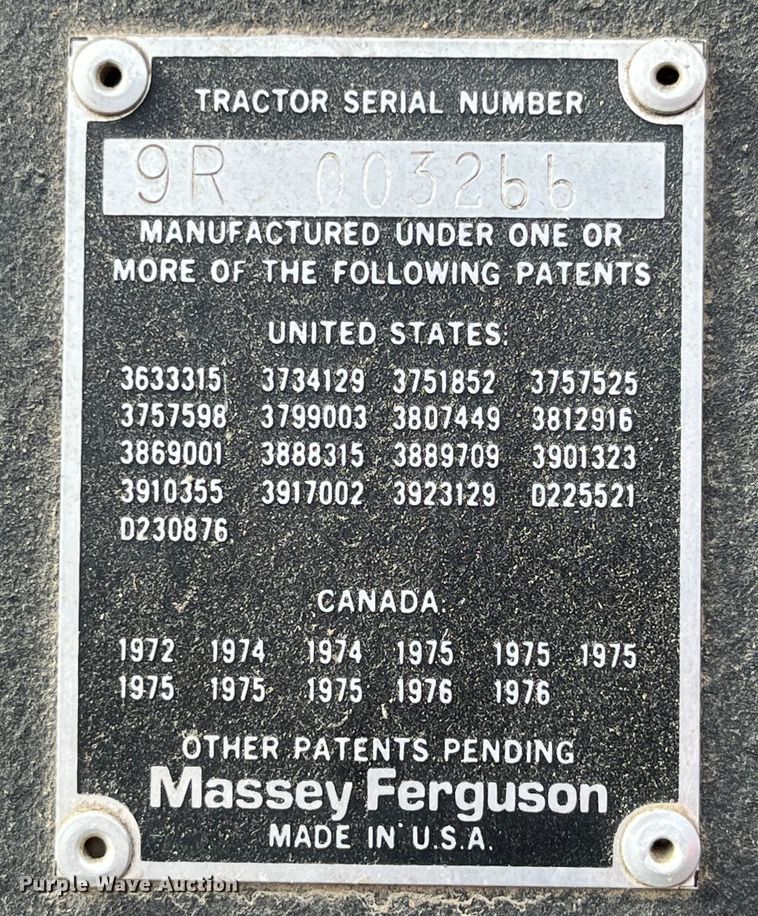 TRACTOR SERIAL NUMBER
9R 003266
MANUFACTURED UNDER ONE OR
MORE OF THE FOLLOWING PATENTS
UNITED STATES:
3633315 3734129 3751852 3757525
3757598 3799003 3807449 3812916
3869001 3888315 3889709 3901323
3910355 3917002 3923129 D225521
D230876
CANADA:
1972 1974 1974 1975 1975 1975
1975 1975 1975 1976 1976
OTHER PATENTS PENDING
Massey Ferguson
MADE IN U.S.A.
Purple Wave Auction